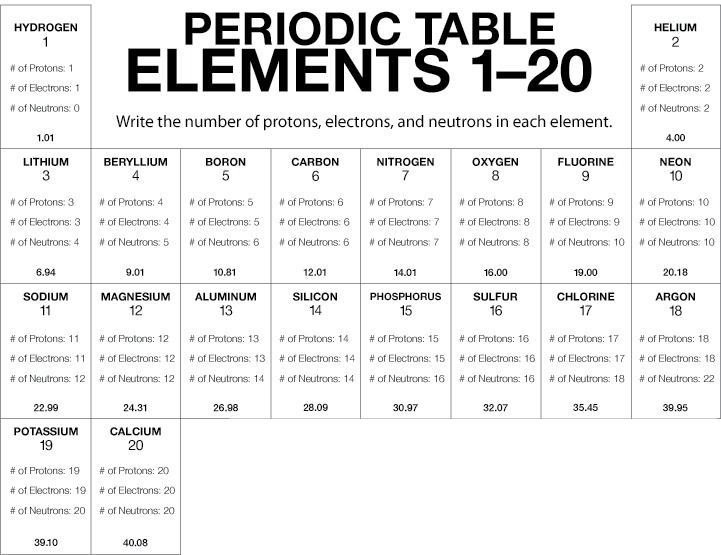 PERIODIC TABLE
ELEMENTS 1–20
Write the number of protons, electrons, and neutrons in each element.
HYDROGEN
1
# of Protons: 1
# of Electrons: 1
# of Neutrons: 0
1.01
HELIUM
2
# of Protons: 2
# of Electrons: 2
# of Neutrons: 2
4.00
LITHIUM
3
# of Protons: 3
# of Electrons: 3
# of Neutrons: 4
6.94
BERYLLIUM
4
# of Protons: 4
# of Electrons: 4
# of Neutrons: 5
9.01
BORON
5
# of Protons: 5
# of Electrons: 5
# of Neutrons: 6
10.81
CARBON
6
# of Protons: 6
# of Electrons: 6
# of Neutrons: 6
12.01
NITROGEN
7
# of Protons: 7
# of Electrons: 7
# of Neutrons: 7
14.01
OXYGEN
8
# of Protons: 8
# of Electrons: 8
# of Neutrons: 8
16.00
FLUORINE
9
# of Protons: 9
# of Electrons: 9
# of Neutrons: 10
19.00
NEON
10
# of Protons: 10
# of Electrons: 10
# of Neutrons: 10
20.18
SODIUM
11
# of Protons: 11
# of Electrons: 11
# of Neutrons: 12
22.99
MAGNESIUM
12
# of Protons: 12
# of Electrons: 12
# of Neutrons: 12
24.31
ALUMINUM
13
# of Protons: 13
# of Electrons: 13
# of Neutrons: 14
26.98
SILICON
14
# of Protons: 14
# of Electrons: 14
# of Neutrons: 14
28.09
PHOSPHORUS
15
# of Protons: 15
# of Electrons: 15
# of Neutrons: 16
30.97
SULFUR
16
# of Protons: 16
# of Electrons: 16
# of Neutrons: 16
32.07
CHLORINE
17
# of Protons: 17
# of Electrons: 17
# of Neutrons: 18
35.45
ARGON
18
# of Protons: 18
# of Electrons: 18
# of Neutrons: 22
39.95
POTASSIUM
19
# of Protons: 19
# of Electrons: 19
# of Neutrons: 20
39.10
CALCIUM
20
# of Protons: 20
# of Electrons: 20
# of Neutrons: 20
40.08